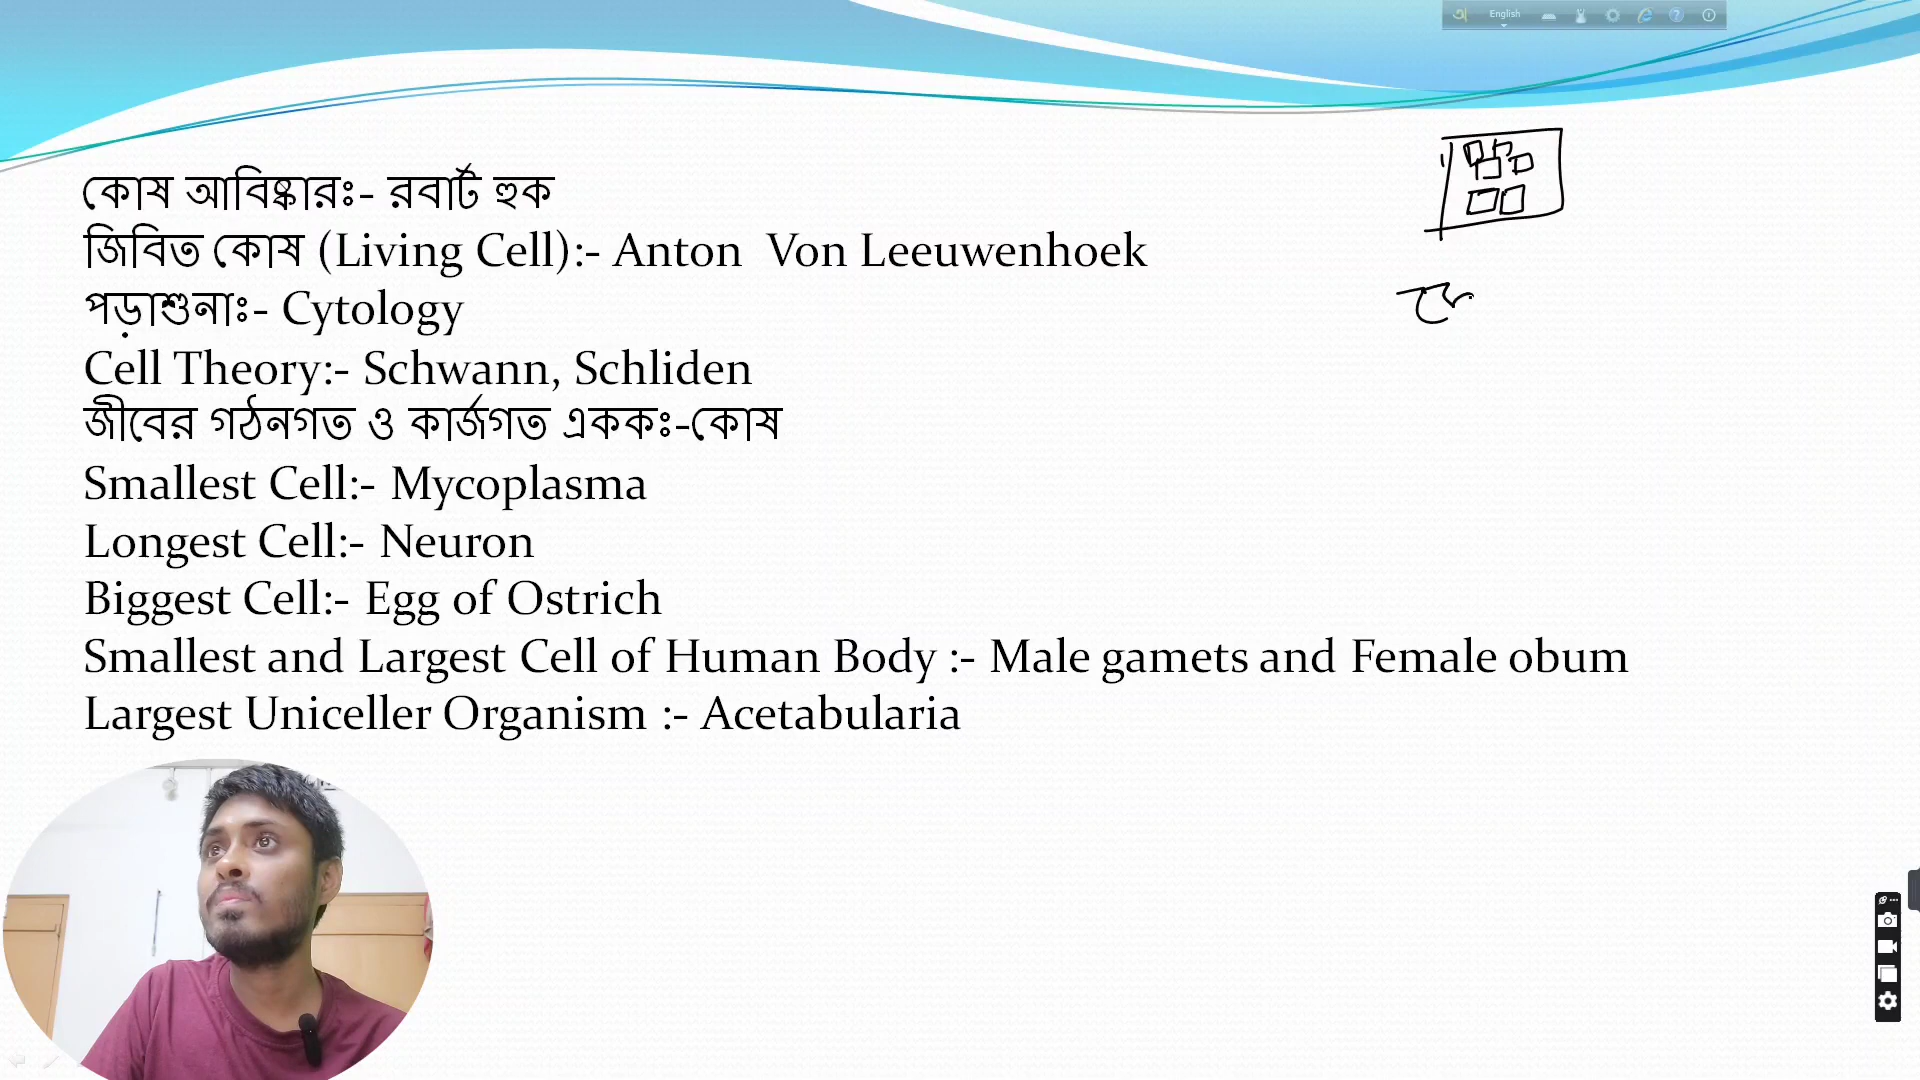 English
কোষ আবিষ্কারঃ- রবার্ট হুক
জিবিত কোষ (Living Cell):- Anton Von Leeuwenhoek
পড়াশুনাঃ- Cytology
Cell Theory:- Schwann, Schliden
জীবের গঠনগত ও কার্জগত এককঃ-কোষ
Smallest Cell:- Mycoplasma
Longest Cell:- Neuron
Biggest Cell:- Egg of Ostrich
Smallest and Largest Cell of Human Body :- Male gamets and Female obum
Largest Uniceller Organism :- Acetabularia